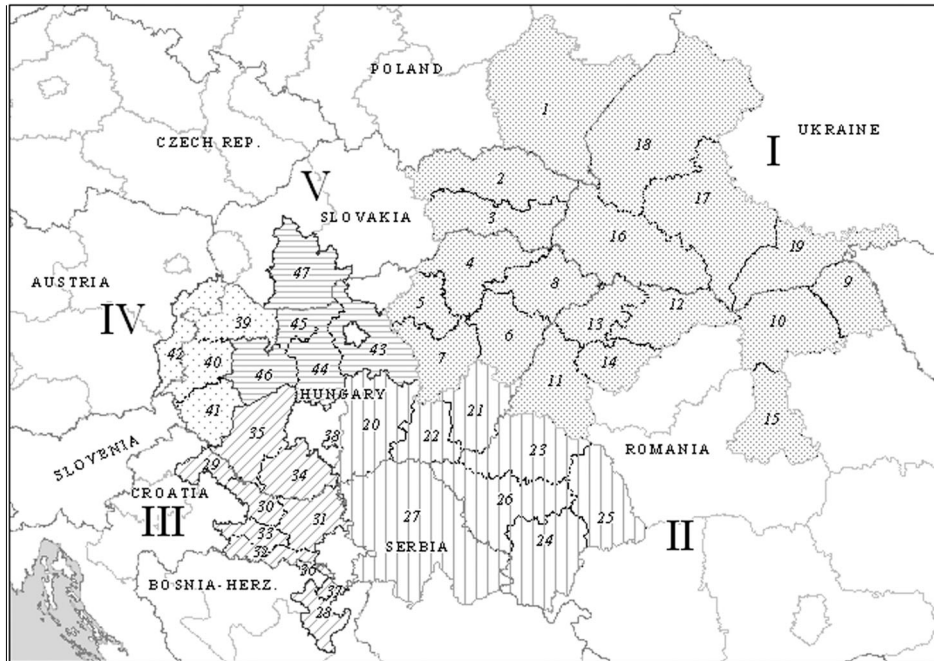 POLAND
1
UKRAINE
I
CZECH REP.
18
2
V
17
SLOVAKIA
3
16
19
47
4
AUSTRIA
8
9
IV
5
12
39
45
13
10
6
42
43
40
7
14
44
46
HUNGARY
11
41
21
15
20
38
35
22
23
ROMANIA
SLOVENIA
29
34
CROATIA
26
30
31
27
25
III
33
SERBIA
24
II
32
36
BOSNIA-HERZ.
37
28